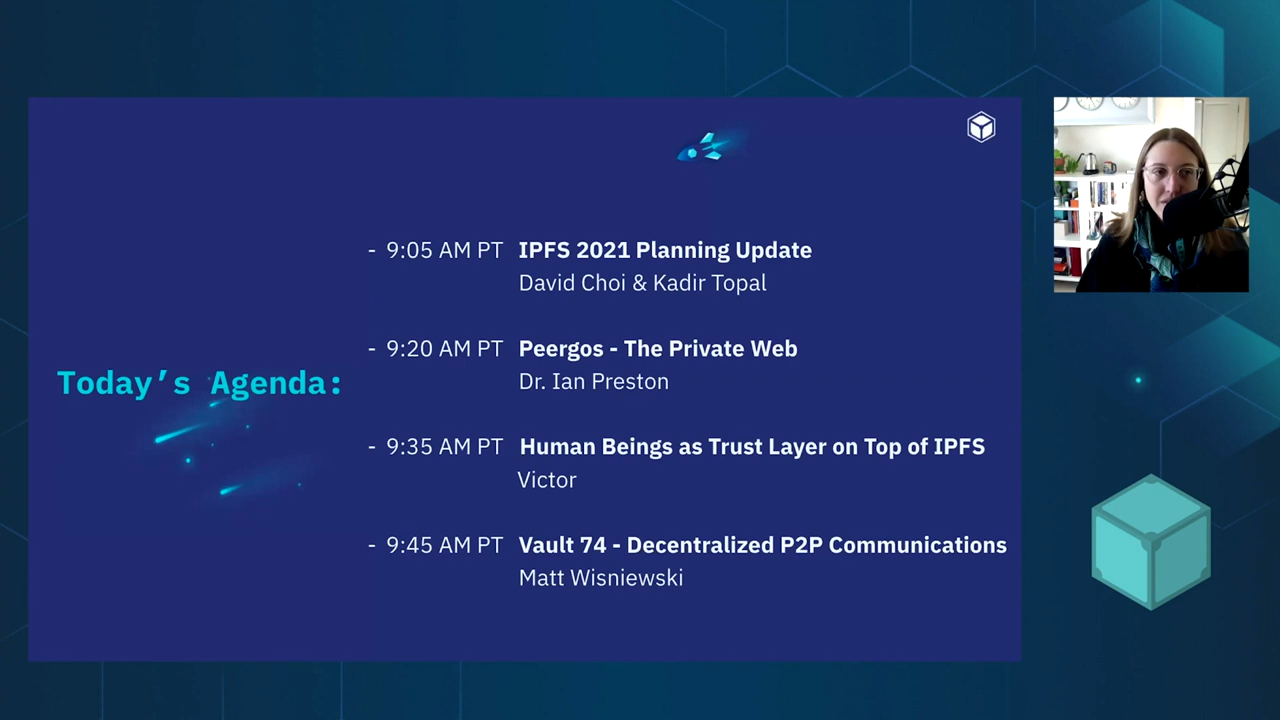 Today's Agenda:
- 9:05 AM PT IPFS 2021 Planning Update
David Choi & Kadir Topal
- 9:20 AM PT Peergos - The Private Web
Dr. Ian Preston
- 9:35 AM PT Human Beings as Trust Layer on Top of IPFS
Victor
- 9:45 AM PT Vault 74 - Decentralized P2P Communications
Matt Wisniewski